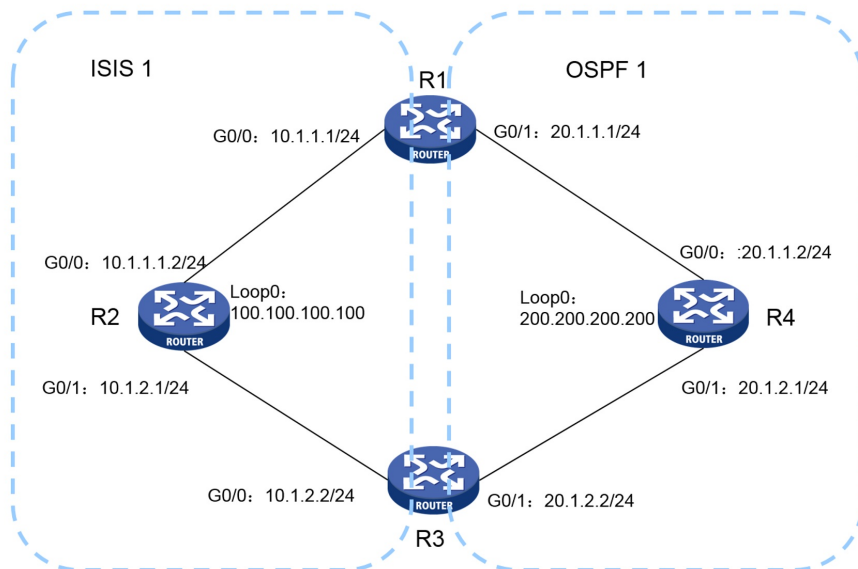 ISIS 1
OSPF 1
R1
G0/0：10.1.1.1/24
G0/1：20.1.1.1/24
ROUTER
G0/0：10.1.1.1.2/24
G0/0：:20.1.1.2/24
Loop0：
100.100.100.100
Loop0：
200.200.200.200
R2
R4
ROUTER
ROUTER
G0/1：10.1.2.1/24
G0/1：20.1.2.1/24
G0/0：10.1.2.2/24
G0/1：20.1.2.2/24
ROUTER
R3